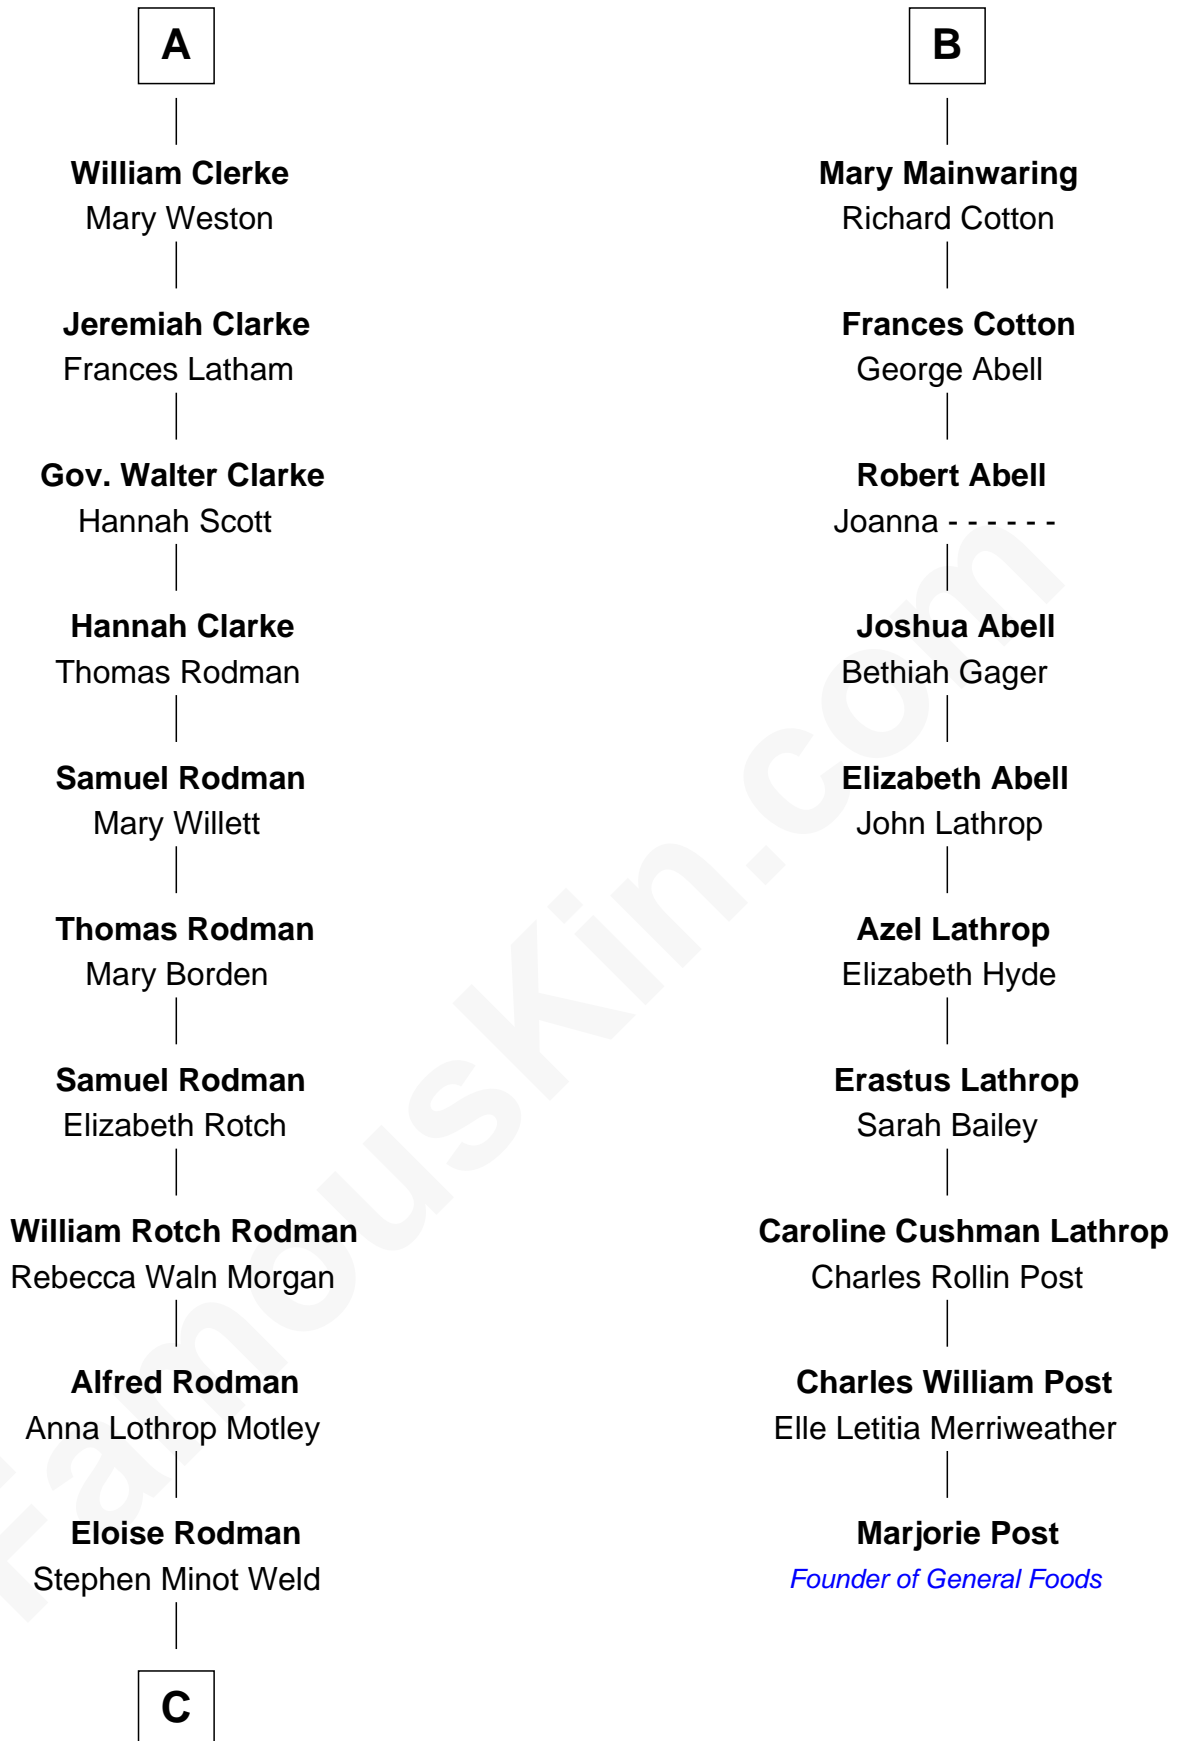 A
William Clerke
Mary Weston
Jeremiah Clarke
Frances Latham
Gov. Walter Clarke
Hannah Scott
Hannah Clarke
Thomas Rodman
Samuel Rodman
Mary Willett
Thomas Rodman
Mary Borden
Samuel Rodman
Elizabeth Rotch
William Rotch Rodman
Rebecca Waln Morgan
Alfred Rodman
Anna Lothrop Motley
Eloise Rodman
Stephen Minot Weld
C
B
Mary Mainwaring
Richard Cotton
Frances Cotton
George Abell
Robert Abell
Joanna - - - - - -
Joshua Abell
Bethiah Gager
Elizabeth Abell
John Lathrop
Azel Lathrop
Elizabeth Hyde
Erastus Lathrop
Sarah Bailey
Caroline Cushman Lathrop
Charles Rollin Post
Charles William Post
Elle Letitia Merriweather
Marjorie Post
Founder of General Foods
FamousKin.com